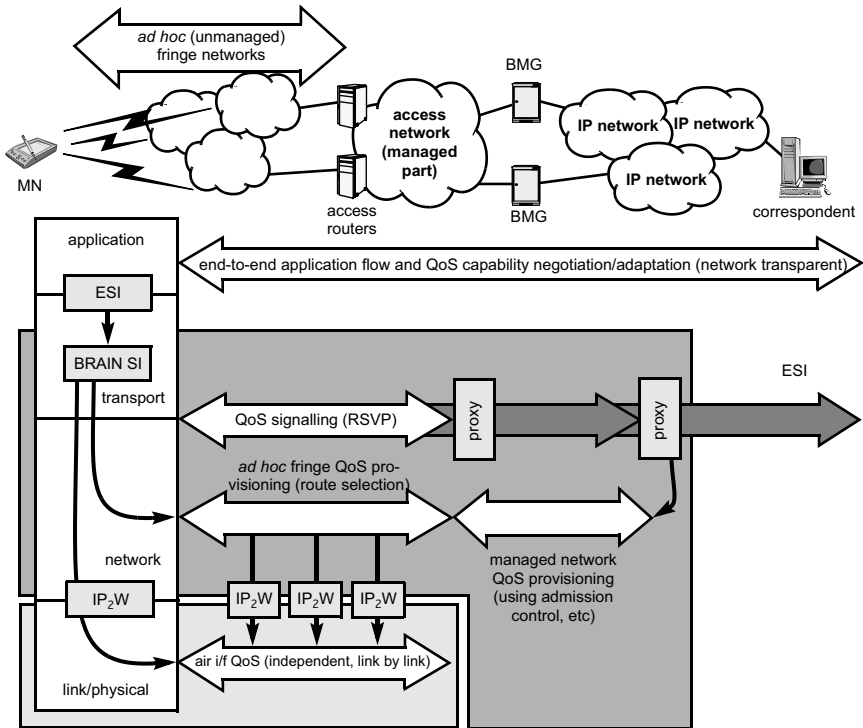 ad hoc (unmanaged)
fringe networks
BMG
access
network
(managed
part)
IP network
IP network
IP network
MN
access
routers
BMG
correspondent
application
end-to-end application flow and QoS capability negotiation/adaptation (network transparent)
ESI
BRAIN SI
ESI
transport
QoS signalling (RSVP)
proxy
proxy
ad hoc fringe QoS pro-
visioning (route selection)
network
managed network
QoS provisioning
(using admission
control, etc)
IP2W
IP2W
IP2W
IP2W
air i/f QoS (independent, link by link)
link/physical